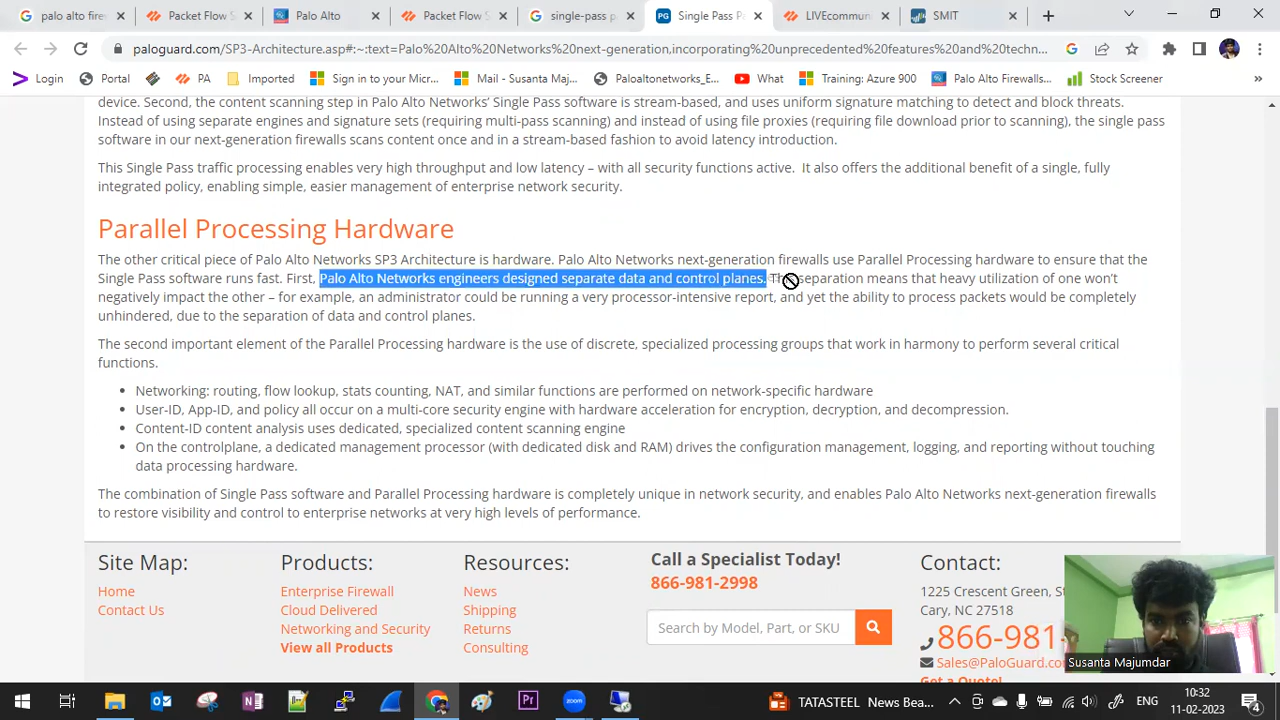 palo alto firew
Packet Flow S
Palo Alto
Packet Flow S
single-pass p
Single Pass Pa
LIVEcommun
SMIT
paloguard.com/SP3-Architecture.asp#:~:text=Palo%20Alto%20Networks%20next-generation,incorporating%20unprecedented%20features%20and%20techn...
Login
Portal
PA
Imported
Sign in to your Micr...
Mail - Susanta Maj...
Paloaltonetworks_E...
What
Training: Azure 900
Palo Alto Firewalls...
Stock Screener
»
device. Second, the content scanning step in Palo Alto Networks’ Single Pass software is stream-based, and uses uniform signature matching to detect and block threats.
Instead of using separate engines and signature sets (requiring multi-pass scanning) and instead of using file proxies (requiring file download prior to scanning), the single pass
software in our next-generation firewalls scans content once and in a stream-based fashion to avoid latency introduction.
This Single Pass traffic processing enables very high throughput and low latency – with all security functions active. It also offers the additional benefit of a single, fully
integrated policy, enabling simple, easier management of enterprise network security.
Parallel Processing Hardware
The other critical piece of Palo Alto Networks SP3 Architecture is hardware. Palo Alto Networks next-generation firewalls use Parallel Processing hardware to ensure that the
Single Pass software runs fast. First, Palo Alto Networks engineers designed separate data and control planes. This separation means that heavy utilization of one won’t
negatively impact the other – for example, an administrator could be running a very processor-intensive report, and yet the ability to process packets would be completely
unhindered, due to the separation of data and control planes.
The second important element of the Parallel Processing hardware is the use of discrete, specialized processing groups that work in harmony to perform several critical
functions.
• Networking: routing, flow lookup, stats counting, NAT, and similar functions are performed on network-specific hardware
• User-ID, App-ID, and policy all occur on a multi-core security engine with hardware acceleration for encryption, decryption, and decompression.
• Content-ID content analysis uses dedicated, specialized content scanning engine
• On the controlplane, a dedicated management processor (with dedicated disk and RAM) drives the configuration management, logging, and reporting without touching
data processing hardware.
The combination of Single Pass software and Parallel Processing hardware is completely unique in network security, and enables Palo Alto Networks next-generation firewalls
to restore visibility and control to enterprise networks at very high levels of performance.
Site Map:
Home
Contact Us
Products:
Enterprise Firewall
Cloud Delivered
Networking and Security
View all Products
Resources:
News
Shipping
Returns
Consulting
Call a Specialist Today!
866-981-2998
Search by Model, Part, or SKU
Contact:
1225 Crescent Green, St
Cary, NC 27518
866-981-
Sales@PaloGuard.co
Got a Quote!
Susanta Majumdar
TATASTEEL News Bea...
ENG
10:32
11-02-2023
4